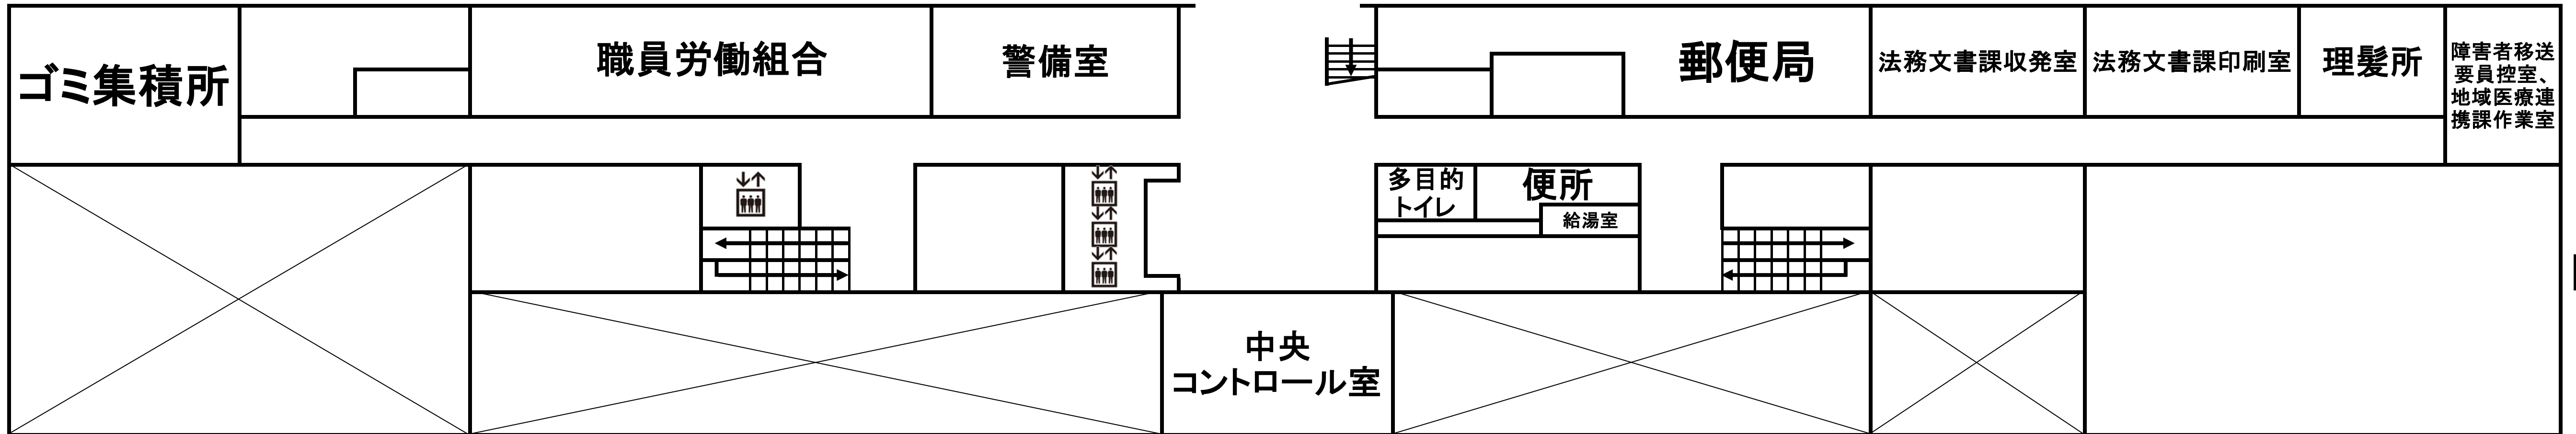 ゴミ集積所
職員労働組合
警備室
郵便局
法務文書課収発室
法務文書課印刷室
理髪所
障害者移送
要員控室、
地域医療連
携課作業室
多目的
トイレ
便所
給湯室
中央
コントロール室